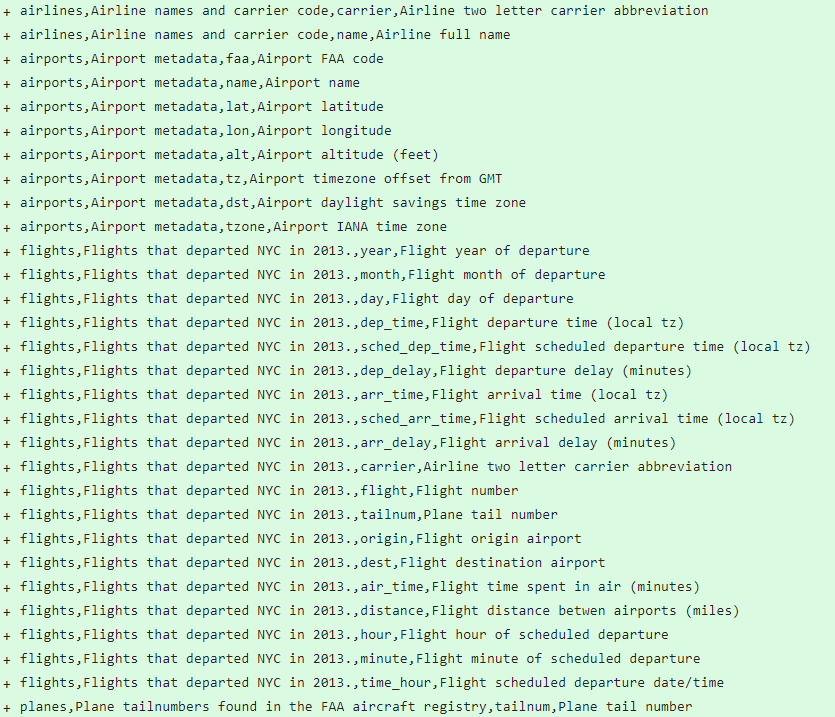 + airlines,Airline names and carrier code,carrier,Airline two letter carrier abbreviation
+ airlines,Airline names and carrier code,name,Airline full name
+ airports,Airport metadata,faa,Airport FAA code
+ airports,Airport metadata,name,Airport name
+ airports,Airport metadata,lat,Airport latitude
+ airports,Airport metadata,lon,Airport longitude
+ airports,Airport metadata,alt,Airport altitude (feet)
+ airports,Airport metadata,tz,Airport timezone offset from GMT
+ airports,Airport metadata,dst,Airport daylight savings time zone
+ airports,Airport metadata,tzone,Airport IANA time zone
+ flights,Flights that departed NYC in 2013.,year,Flight year of departure
+ flights,Flights that departed NYC in 2013.,month,Flight month of departure
+ flights,Flights that departed NYC in 2013.,day,Flight day of departure
+ flights,Flights that departed NYC in 2013.,dep_time,Flight departure time (local tz)
+ flights,Flights that departed NYC in 2013.,sched_dep_time,Flight scheduled departure time (local tz)
+ flights,Flights that departed NYC in 2013.,dep_delay,Flight departure delay (minutes)
+ flights,Flights that departed NYC in 2013.,arr_time,Flight arrival time (local tz)
+ flights,Flights that departed NYC in 2013.,sched_arr_time,Flight scheduled arrival time (local tz)
+ flights,Flights that departed NYC in 2013.,arr_delay,Flight arrival delay (minutes)
+ flights,Flights that departed NYC in 2013.,carrier,Airline two letter carrier abbreviation
+ flights,Flights that departed NYC in 2013.,flight,Flight number
+ flights,Flights that departed NYC in 2013.,tailnum,Plane tail number
+ flights,Flights that departed NYC in 2013.,origin,Flight origin airport
+ flights,Flights that departed NYC in 2013.,dest,Flight destination airport
+ flights,Flights that departed NYC in 2013.,air_time,Flight time spent in air (minutes)
+ flights,Flights that departed NYC in 2013.,distance,Flight distance betwen airports (miles)
+ flights,Flights that departed NYC in 2013.,hour,Flight hour of scheduled departure
+ flights,Flights that departed NYC in 2013.,minute,Flight minute of scheduled departure
+ flights,Flights that departed NYC in 2013.,time_hour,Flight scheduled departure date/time
+ planes,Plane tailnumbers found in the FAA aircraft registry,tailnum,Plane tail number